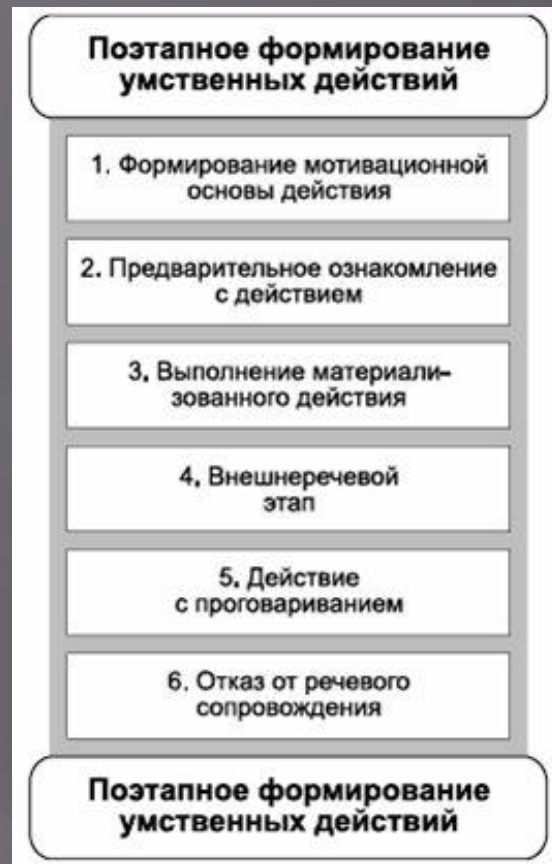 Поэтапное формирование
умственных действий
1. Формирование мотивационной
основы действия
2. Предварительное ознакомление
с действием
3. Выполнение материали-
зованного действия
4. Внешнеречевой
этап
5. Действие
с проговариванием
6. Отказ от речевого
сопровождения
Поэтапное формирование
умственных действий